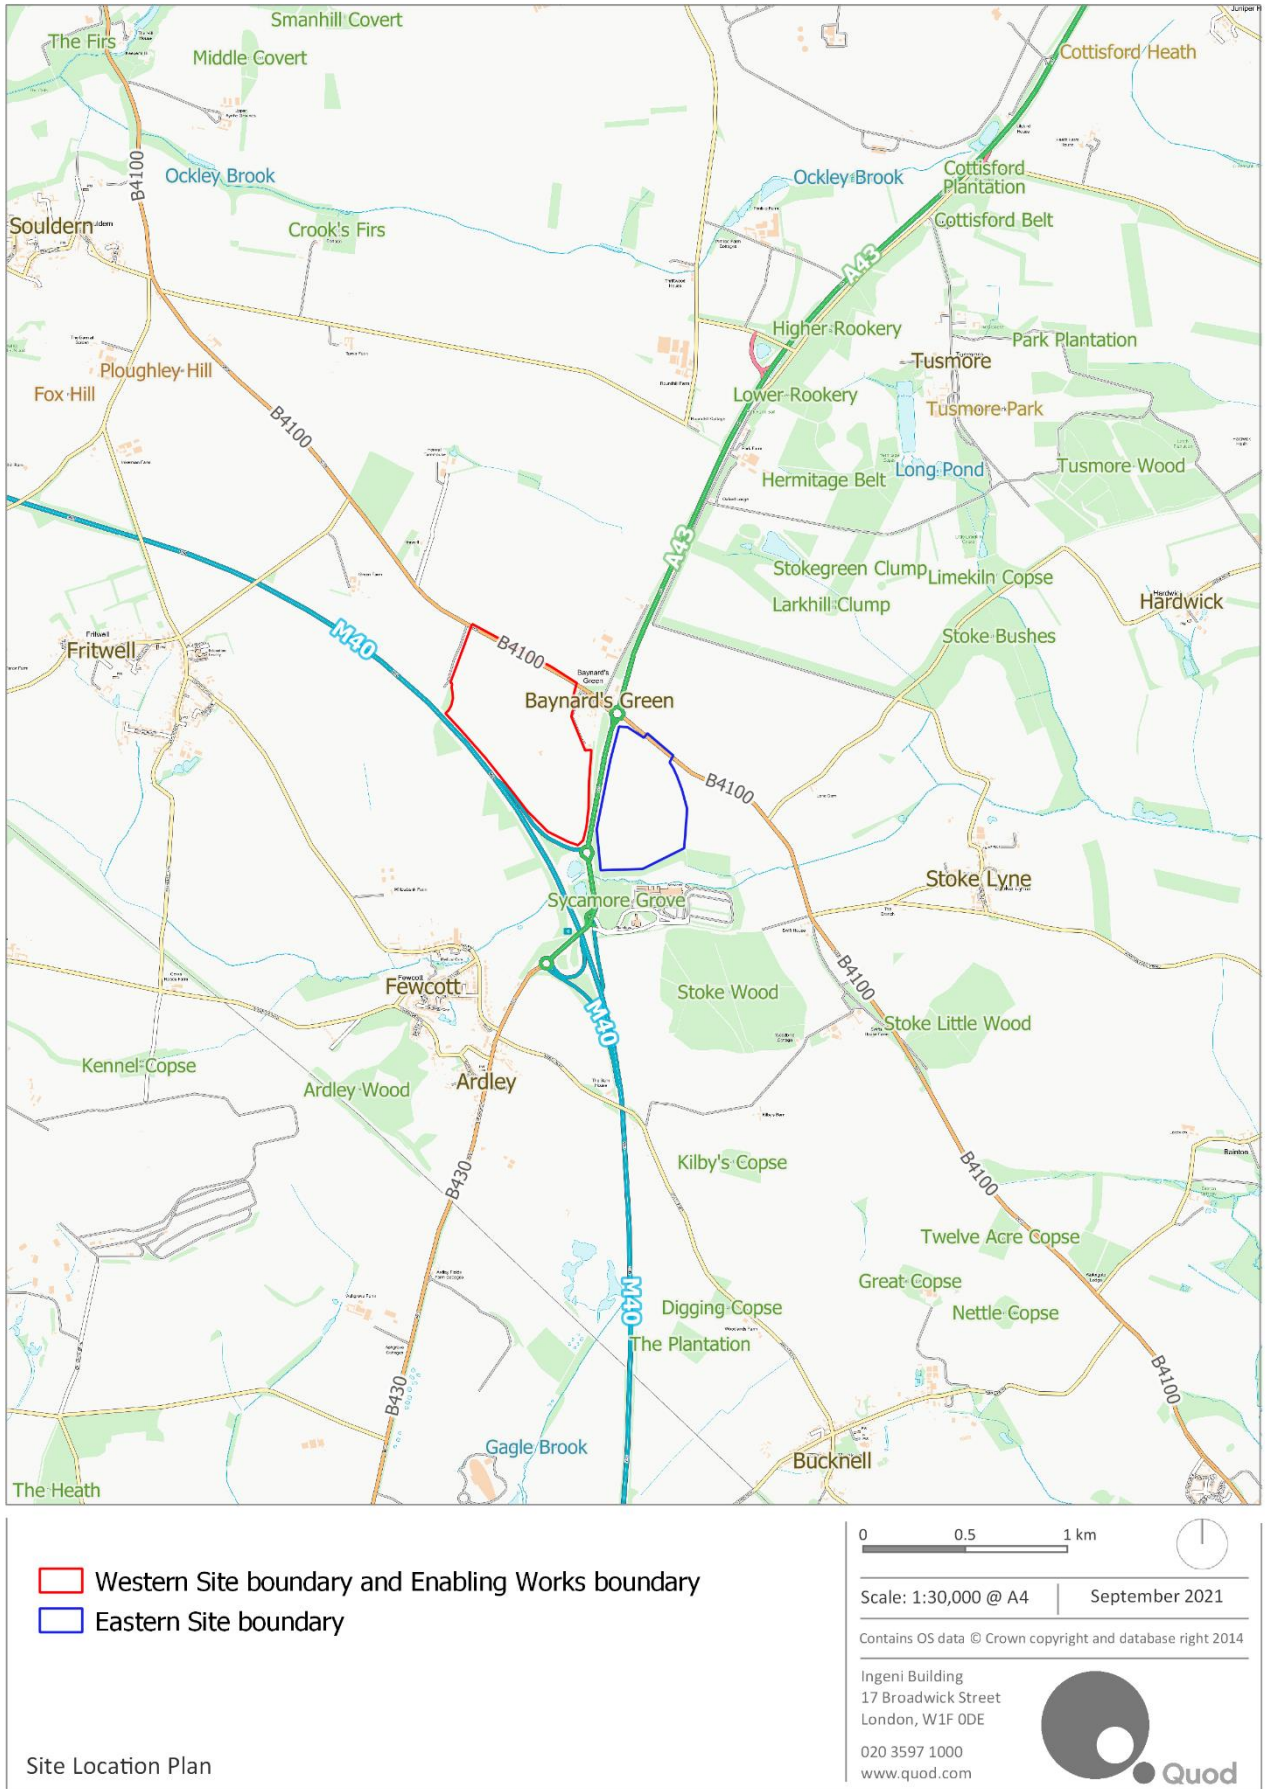 Smanhill Covert
The Firs
Middle Covert
Cottisford Heath
B4100
Ockley Brook
Ockley Brook
Cottisford
Plantation
Cottisford Belt
Souldern
Crook's Firs
A43
Higher Rookery
Park Plantation
Tusmore
Ploughley Hill
Fox Hill
Lower Rookery
Tusmore Park
B4100
Tusmore Wood
Long Pond
Hermitage Belt
A43
Stokegreen Clump
Limekiln Copse
Larkhill Clump
Hardwick
Stoke Bushes
M40
Fritwell
Fritwell
B4100
Baynard's
Green
Baynard's Green
B4100
Stoke Lyne
Sycamore Grove
Fewcott
Fewcott
B4100
Stoke Wood
M40
Stoke Little Wood
Kennel Copse
Ardley Wood
Ardley
Kilby's Copse
B4100
Bainton
B430
Twelve Acre Copse
Great Copse
Nettle Copse
M40
Digging Copse
The Plantation
B430
B4100
Gagle Brook
Bucknell
The Heath
Western Site boundary and Enabling Works boundary
Eastern Site boundary
Site Location Plan
0 0.5 1 km
Scale: 1:30,000 @ A4
September 2021
Contains OS data © Crown copyright and database right 2014
Ingeni Building
17 Broadwick Street
London, W1F 0DE
020 3597 1000
www.quod.com
Quod